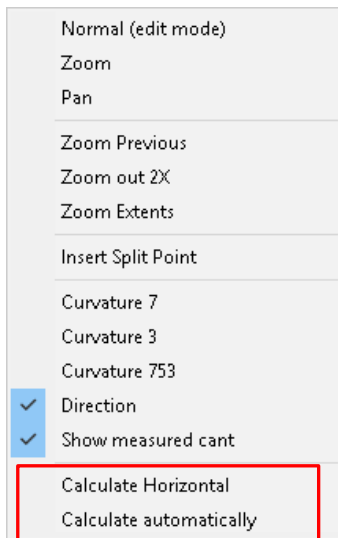 Normal (edit mode)
Zoom
Pan
Zoom Previous
Zoom out 2X
Zoom Extents
Insert Split Point
Curvature 7
Curvature 3
Curvature 753
Direction
Show measured cant
Calculate Horizontal
Calculate automatically